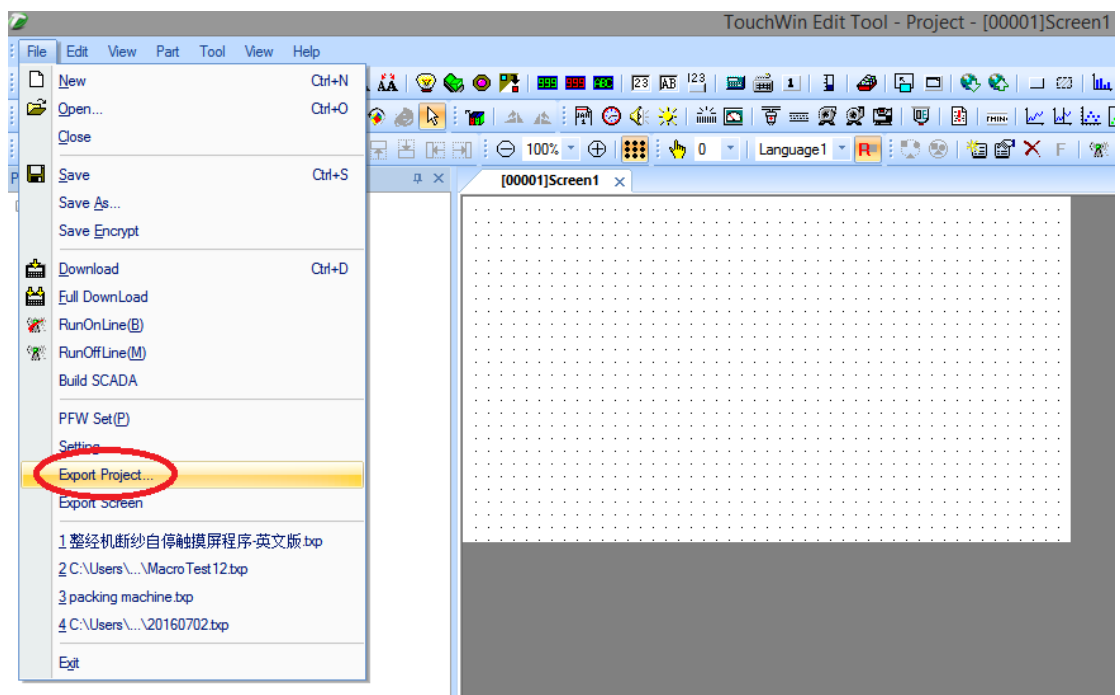 TouchWin Edit Tool - Project - [00001]Screen1
File Edit View Part Tool View Help
New Ctrl+N
Open... Ctrl+O
Close
100% 0 Language1 R F
Save Ctrl+S
[00001]Screen1
Save As...
Save Encrypt
Download Ctrl+D
Full DownLoad
RunOnLine(B)
RunOffLine(M)
Build SCADA
PFW Set(P)
Setting
Export Project...
Export Screen
1 整经机断纱自停触摸屏程序-英文版.txp
2 C:\Users\...\MacroTest12.txp
3 packing machine.txp
4 C:\Users\...\20160702.txp
Exit